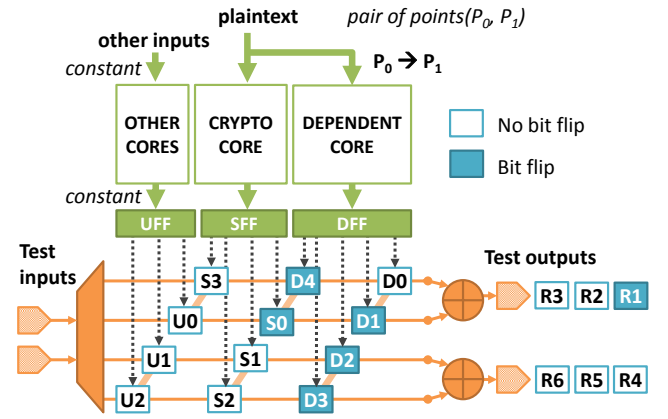 plaintext
pair of points(P0, P1)
other inputs
constant
P0 → P1
OTHER CORES
CRYPTO CORE
DEPENDENT CORE
No bit flip
Bit flip
constant
UFF
SFF
DFF
Test inputs
Test outputs
S3 D4 D0
R3 R2 R1
U0 S0 D1
U1 S1 D2
R6 R5 R4
U2 S2 D3